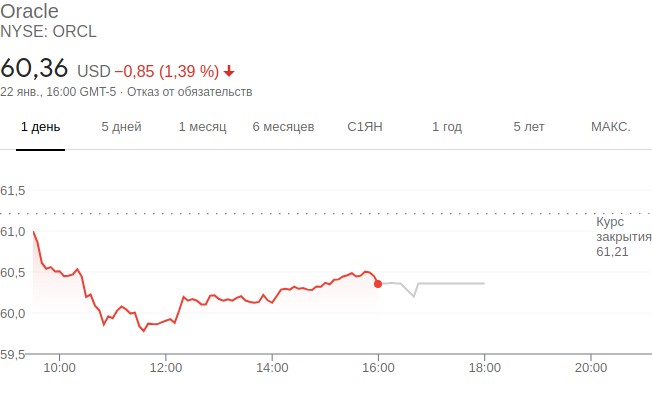 Oracle
NYSE: ORCL
60,36 USD −0,85 (1,39 %)
22 янв., 16:00 GMT-5 · Отказ от обязательств
1 день 5 дней 1 месяц 6 месяцев С1ЯН 1 год 5 лет МАКС.
61,5
Курс
закрытия
61,21
61,0
60,5
60,0
59,5
10:00 12:00 14:00 16:00 18:00 20:00